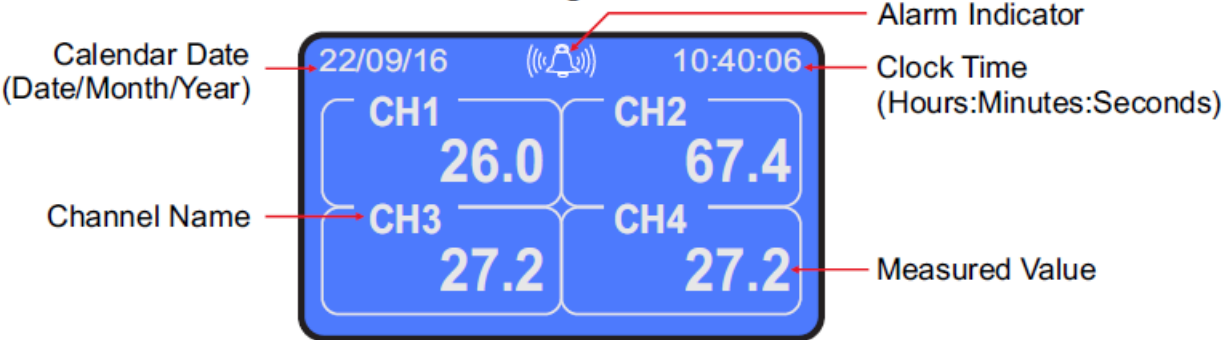 Alarm Indicator
Calendar Date
(Date/Month/Year)
22/09/16
10:40:06
Clock Time
(Hours:Minutes:Seconds)
CH1
26.0
CH2
67.4
Channel Name
CH3
27.2
CH4
27.2
Measured Value